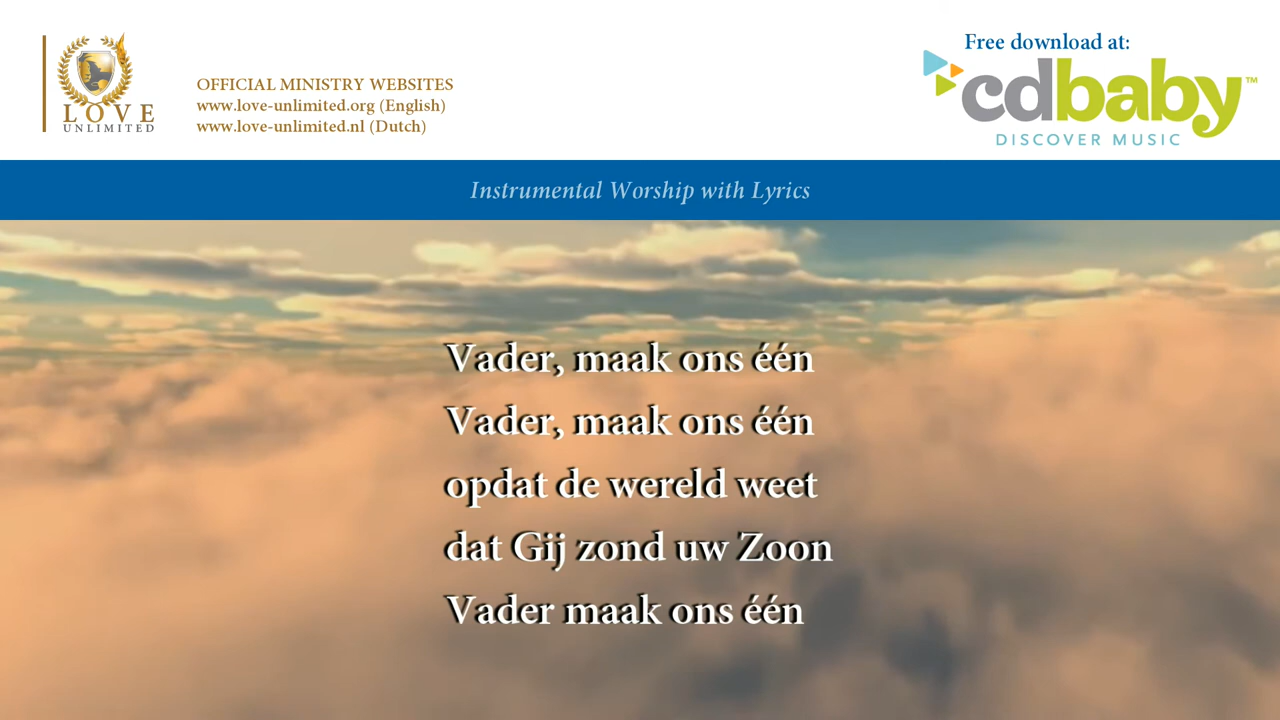 LOVE
UNLIMITED
OFFICIAL MINISTRY WEBSITES
www.love-unlimited.org (English)
www.love-unlimited.nl (Dutch)
Free download at:
cdbaby™
DISCOVER MUSIC
Instrumental Worship with Lyrics
Vader, maak ons één
Vader, maak ons één
opdat de wereld weet
dat Gij zond uw Zoon
Vader maak ons één